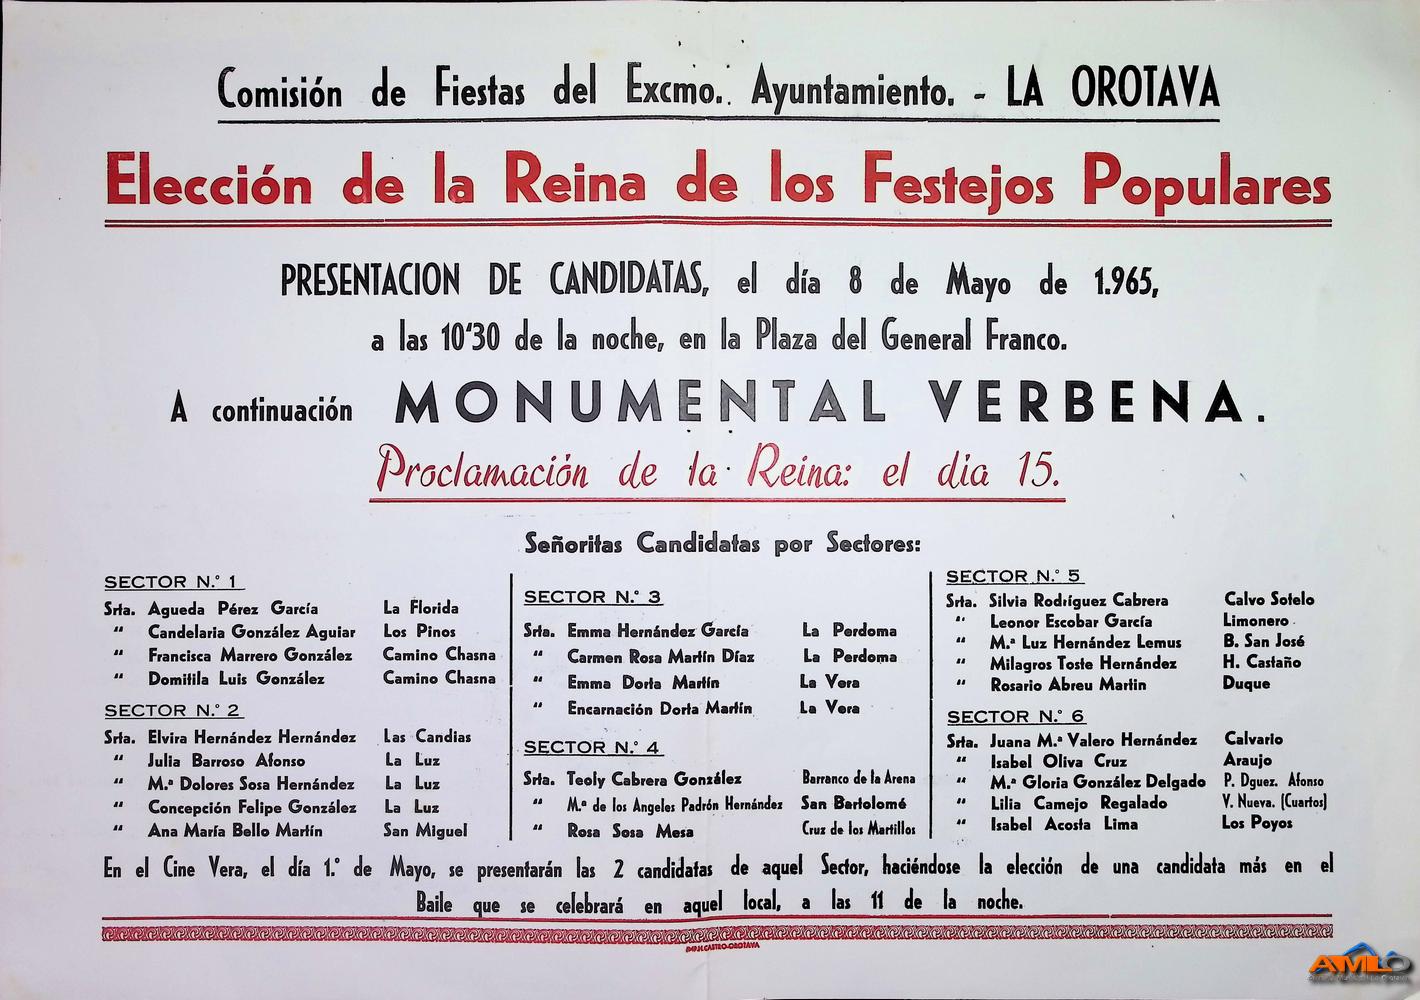 Comisión de Fiestas del Excmo. Ayuntamiento. - LA OROTAVA
Elección de la Reina de los Festejos Populares
PRESENTACION DE CANDIDATAS, el día 8 de Mayo de 1.965,
a las 10'30 de la noche, en la Plaza del General Franco.
A continuación MONUMENTAL VERBENA.
Proclamación de la Reina: el dia 15.
Señoritas Candidatas por Sectores:
SECTOR N.º 1
Srta. Agueda Pérez García La Florida
“ Candelaria González Aguiar Los Pinos
“ Francisca Marrero González Camino Chasna
“ Domitila Luis González Camino Chasna
SECTOR N.º 2
Srta. Elvira Hernández Hernández Las Candias
“ Julia Barroso Afonso La Luz
“ M.ª Dolores Sosa Hernández La Luz
“ Concepción Felipe González La Luz
“ Ana María Bello Martín San Miguel
SECTOR N.º 3
Srta. Emma Hernández García La Perdoma
“ Carmen Rosa Martín Díaz La Perdoma
“ Emma Dorta Martín La Vera
“ Encarnación Dorta Martín La Vera
SECTOR N.º 4
Srta. Teoly Cabrera González Barranco de la Arena
“ M.ª de los Angeles Padrón Hernández San Bartolomé
“ Rosa Sosa Mesa Cruz de los Martillos
SECTOR N.º 5
Srta. Silvia Rodríguez Cabrera Calvo Sotelo
“ Leonor Escobar García Limonero
“ M.ª Luz Hernández Lemus B. San José
“ Milagros Toste Hernández H. Castaño
“ Rosario Abreu Martin Duque
SECTOR N.º 6
Srta. Juana M.ª Valero Hernández Calvario
“ Isabel Oliva Cruz Araujo
“ M.ª Gloria González Delgado P. Dguez. Afonso
“ Lilia Camejo Regalado V. Nueva. (Cuartos)
“ Isabel Acosta Lima Los Poyos
En el Cine Vera, el día 1.º de Mayo, se presentarán las 2 candidatas de aquel Sector, haciéndose la elección de una candidata más en el
Baile que se celebrará en aquel local, a las 11 de la noche.
IMP.H.CASTRO-OROTAVA
AMLO